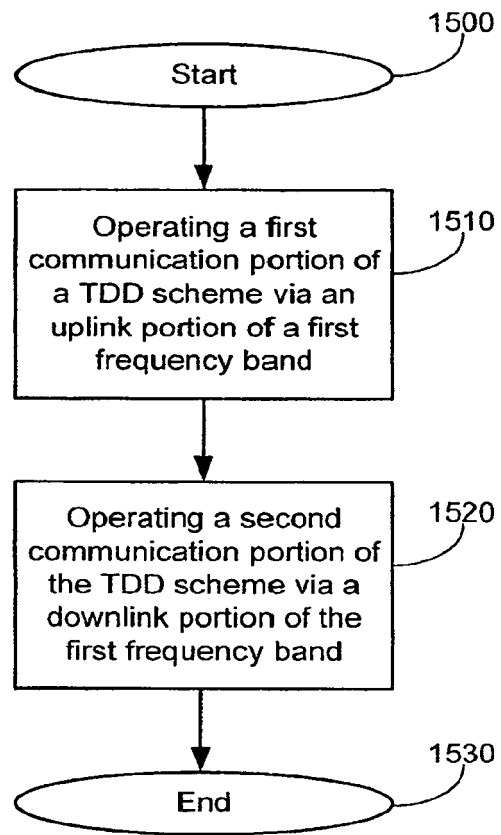 1500
Start
1510
Operating a first
communication portion of
a TDD scheme via an
uplink portion of a first
frequency band
1520
Operating a second
communication portion of
the TDD scheme via a
downlink portion of the
first frequency band
1530
End